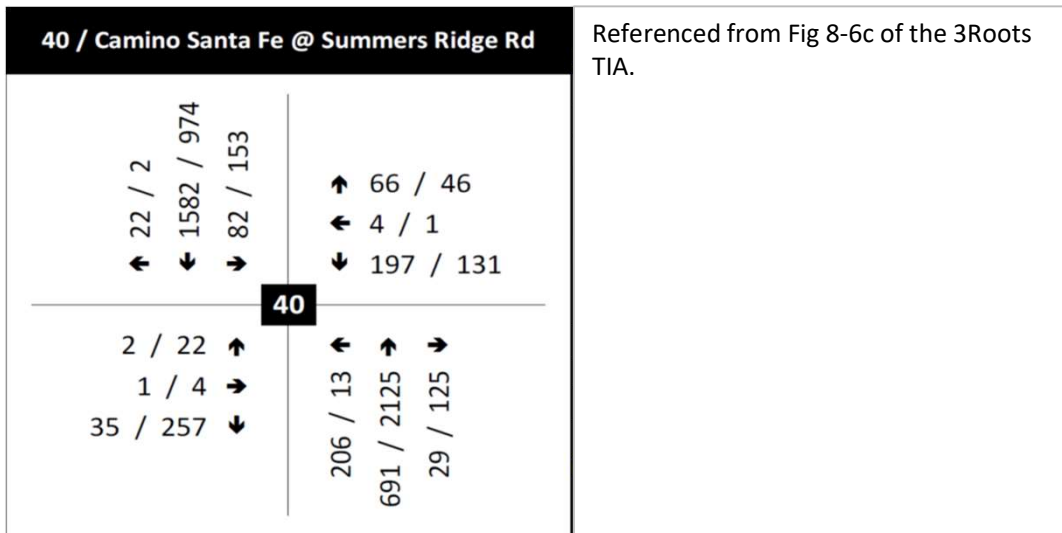 40 / Camino Santa Fe @ Summers Ridge Rd
Referenced from Fig 8-6c of the 3Roots
TIA.
22 / 2
1582 / 974
82 / 153
66 / 46
4 / 1
197 / 131
40
2 / 22
1 / 4
35 / 257
206 / 13
691 / 2125
29 / 125